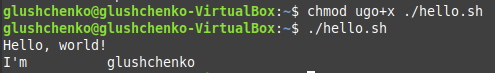 glushchenko@glushchenko-VirtualBox:~$ chmod ugo+x ./hello.sh
glushchenko@glushchenko-VirtualBox:~$ ./hello.sh
Hello, world!
I'm          glushchenko